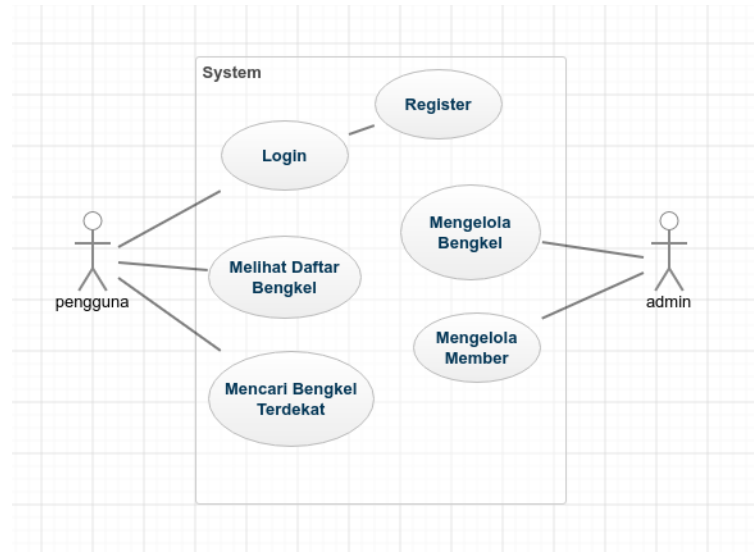 System
Register
Login
Mengelola
Bengkel
Melihat Daftar
Bengkel
pengguna
admin
Mengelola
Member
Mencari Bengkel
Terdekat